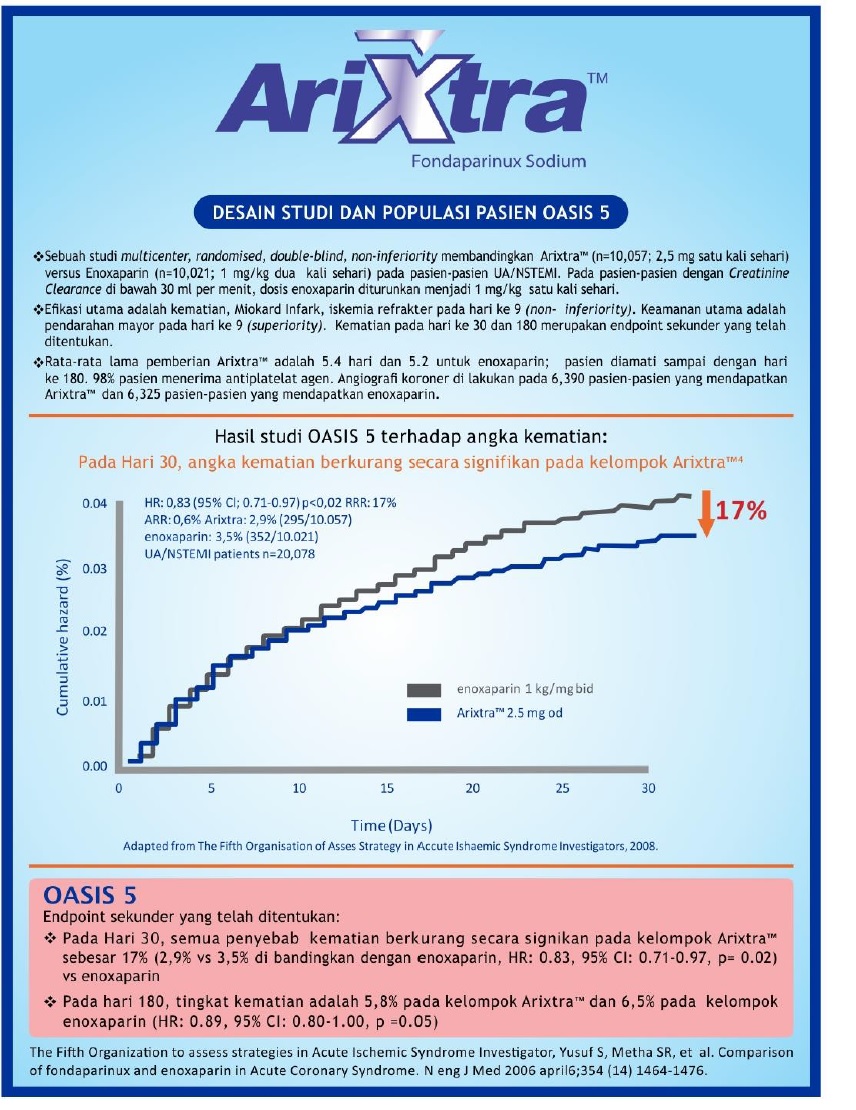 AriXtra™
Fondaparinux Sodium
DESAIN STUDI DAN POPULASI PASIEN OASIS 5
❖Sebuah studi multicenter, randomised, double-blind, non-inferiority membandingkan Arixtra™ (n=10,057; 2,5 mg satu kali sehari)
versus Enoxaparin (n=10,021; 1 mg/kg dua kali sehari) pada pasien-pasien UA/NSTEMI. Pada pasien-pasien dengan Creatinine
Clearance di bawah 30 ml per menit, dosis enoxaparin diturunkan menjadi 1 mg/kg satu kali sehari.
❖Efikasi utama adalah kematian, Miokard Infark, iskemia refrakter pada hari ke 9 (non- inferiority). Keamanan utama adalah
pendarahan mayor pada hari ke 9 (superiority). Kematian pada hari ke 30 dan 180 merupakan endpoint sekunder yang telah
ditentukan.
❖Rata-rata lama pemberian Arixtra™ adalah 5.4 hari dan 5.2 untuk enoxaparin; pasien diamati sampai dengan hari
ke 180. 98% pasien menerima antiplatelat agen. Angiografi koroner di lakukan pada 6,390 pasien-pasien yang mendapatkan
Arixtra™ dan 6,325 pasien-pasien yang mendapatkan enoxaparin.
Hasil studi OASIS 5 terhadap angka kematian:
Pada Hari 30, angka kematian berkurang secara signifikan pada kelompok Arixtra™⁴
HR: 0,83 (95% CI; 0.71-0.97) p<0,02 RRR: 17%
ARR: 0,6% Arixtra: 2,9% (295/10.057)
enoxaparin: 3,5% (352/10.021)
UA/NSTEMI patients n=20,078
17%
Cumulative hazard (%)
0.04
0.03
0.02
0.01
0.00
enoxaparin 1 kg/mg bid
Arixtra™ 2.5 mg od
0 5 10 15 20 25 30
Time (Days)
Adapted from The Fifth Organisation of Asses Strategy in Accute Ishaemic Syndrome Investigators, 2008.
OASIS 5
Endpoint sekunder yang telah ditentukan:
❖ Pada Hari 30, semua penyebab kematian berkurang secara signikan pada kelompok Arixtra™
sebesar 17% (2,9% vs 3,5% di bandingkan dengan enoxaparin, HR: 0.83, 95% CI: 0.71-0.97, p= 0.02)
vs enoxaparin
❖ Pada hari 180, tingkat kematian adalah 5,8% pada kelompok Arixtra™ dan 6,5% pada kelompok
enoxaparin (HR: 0.89, 95% CI: 0.80-1.00, p =0.05)
The Fifth Organization to assess strategies in Acute Ischemic Syndrome Investigator, Yusuf S, Metha SR, et al. Comparison
of fondaparinux and enoxaparin in Acute Coronary Syndrome. N eng J Med 2006 april6;354 (14) 1464-1476.